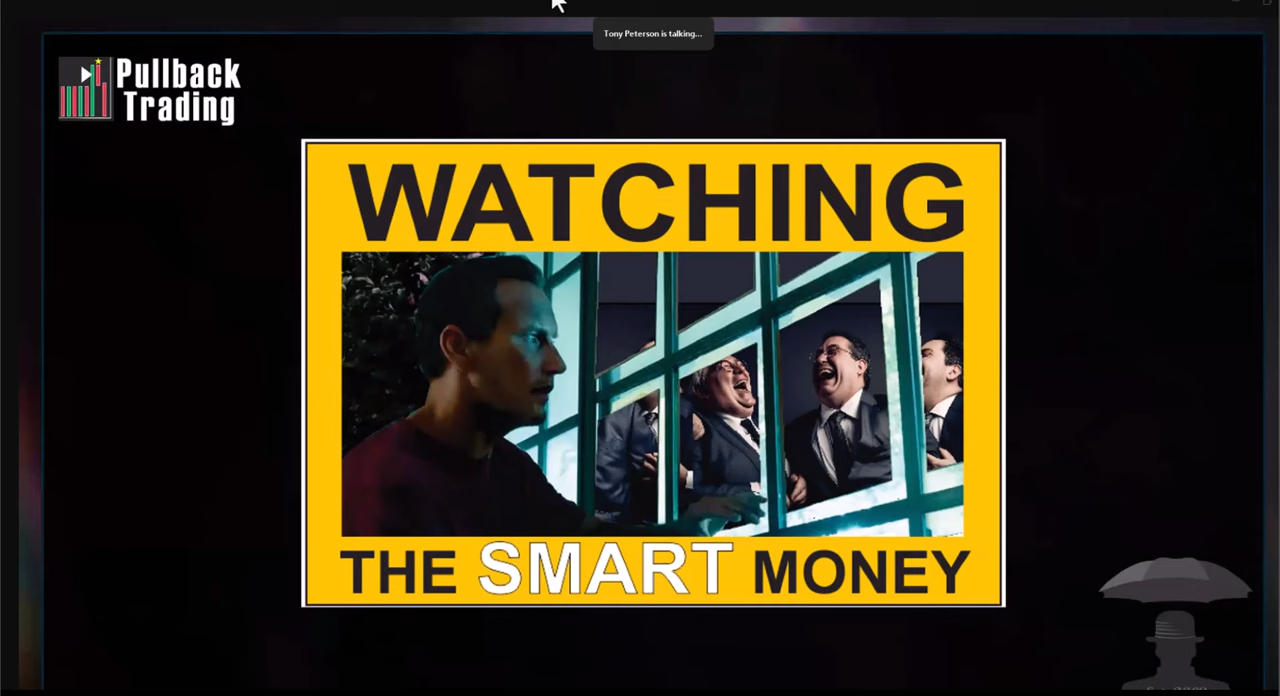 Tony Peterson is talking...
Pullback
Trading
WATCHING
THE SMART MONEY